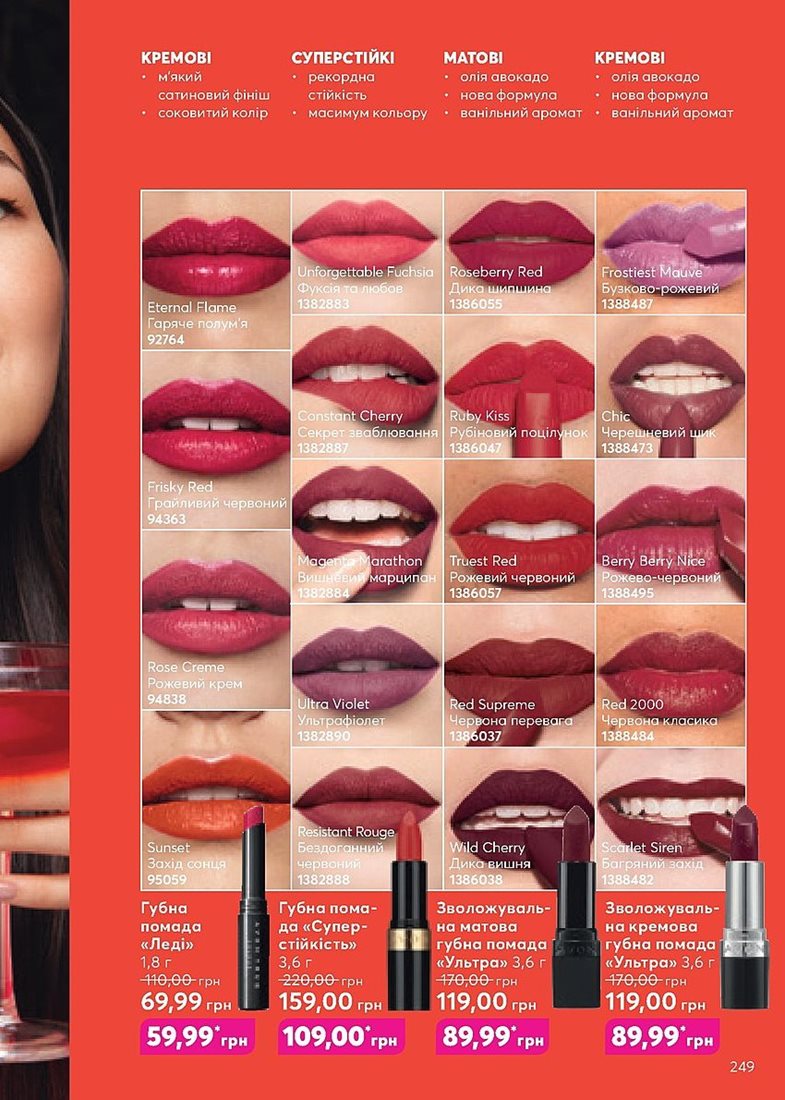 КРЕМОВІ
• м'який
сатиновий фініш
• соковитий колір
СУПЕРСТІЙКІ
• рекордна
стійкість
• масимум кольору
МАТОВІ
• олія авокадо
• нова формула
• ванільний аромат
КРЕМОВІ
• олія авокадо
• нова формула
• ванільний аромат
Eternal Flame
Гаряче полум'я
92764
Frisky Red
Грайливий червоний
94363
Rose Creme
Рожевий крем
94838
Sunset
Захід сонця
95059
Unforgettable Fuchsia
Фуксія та любов
1382883
Constant Cherry
Секрет зваблювання
1382887
Magenta Marathon
Вишневий марципан
1382884
Ultra Violet
Ультрафіолет
1382890
Resistant Rouge
Бездоганний
червоний
1382888
Roseberry Red
Дика шипшина
1386055
Ruby Kiss
Рубіновий поцілунок
1386047
Truest Red
Рожевий червоний
1386057
Red Supreme
Червона перевага
1386037
Wild Cherry
Дика вишня
1386038
Frostiest Mauve
Бузково-рожевий
1388487
Chic
Черешневий шик
1388473
Berry Berry Nice
Рожево-червоний
1388495
Red 2000
Червона класика
1388484
Scarlet Siren
Багряний захід
1388482
Губна
помада
«Леді»
1,8 г
110,00 грн
69,99 грн
59,99* грн
Губна пома-
да «Супер-
стійкість»
3,6 г
220,00 грн
159,00 грн
109,00* грн
Зволожуваль-
на матова
губна помада
«Ультра» 3,6 г
170,00 грн
119,00 грн
89,99* грн
Зволожуваль-
на кремова
губна помада
«Ультра» 3,6 г
170,00 грн
119,00 грн
89,99* грн
249